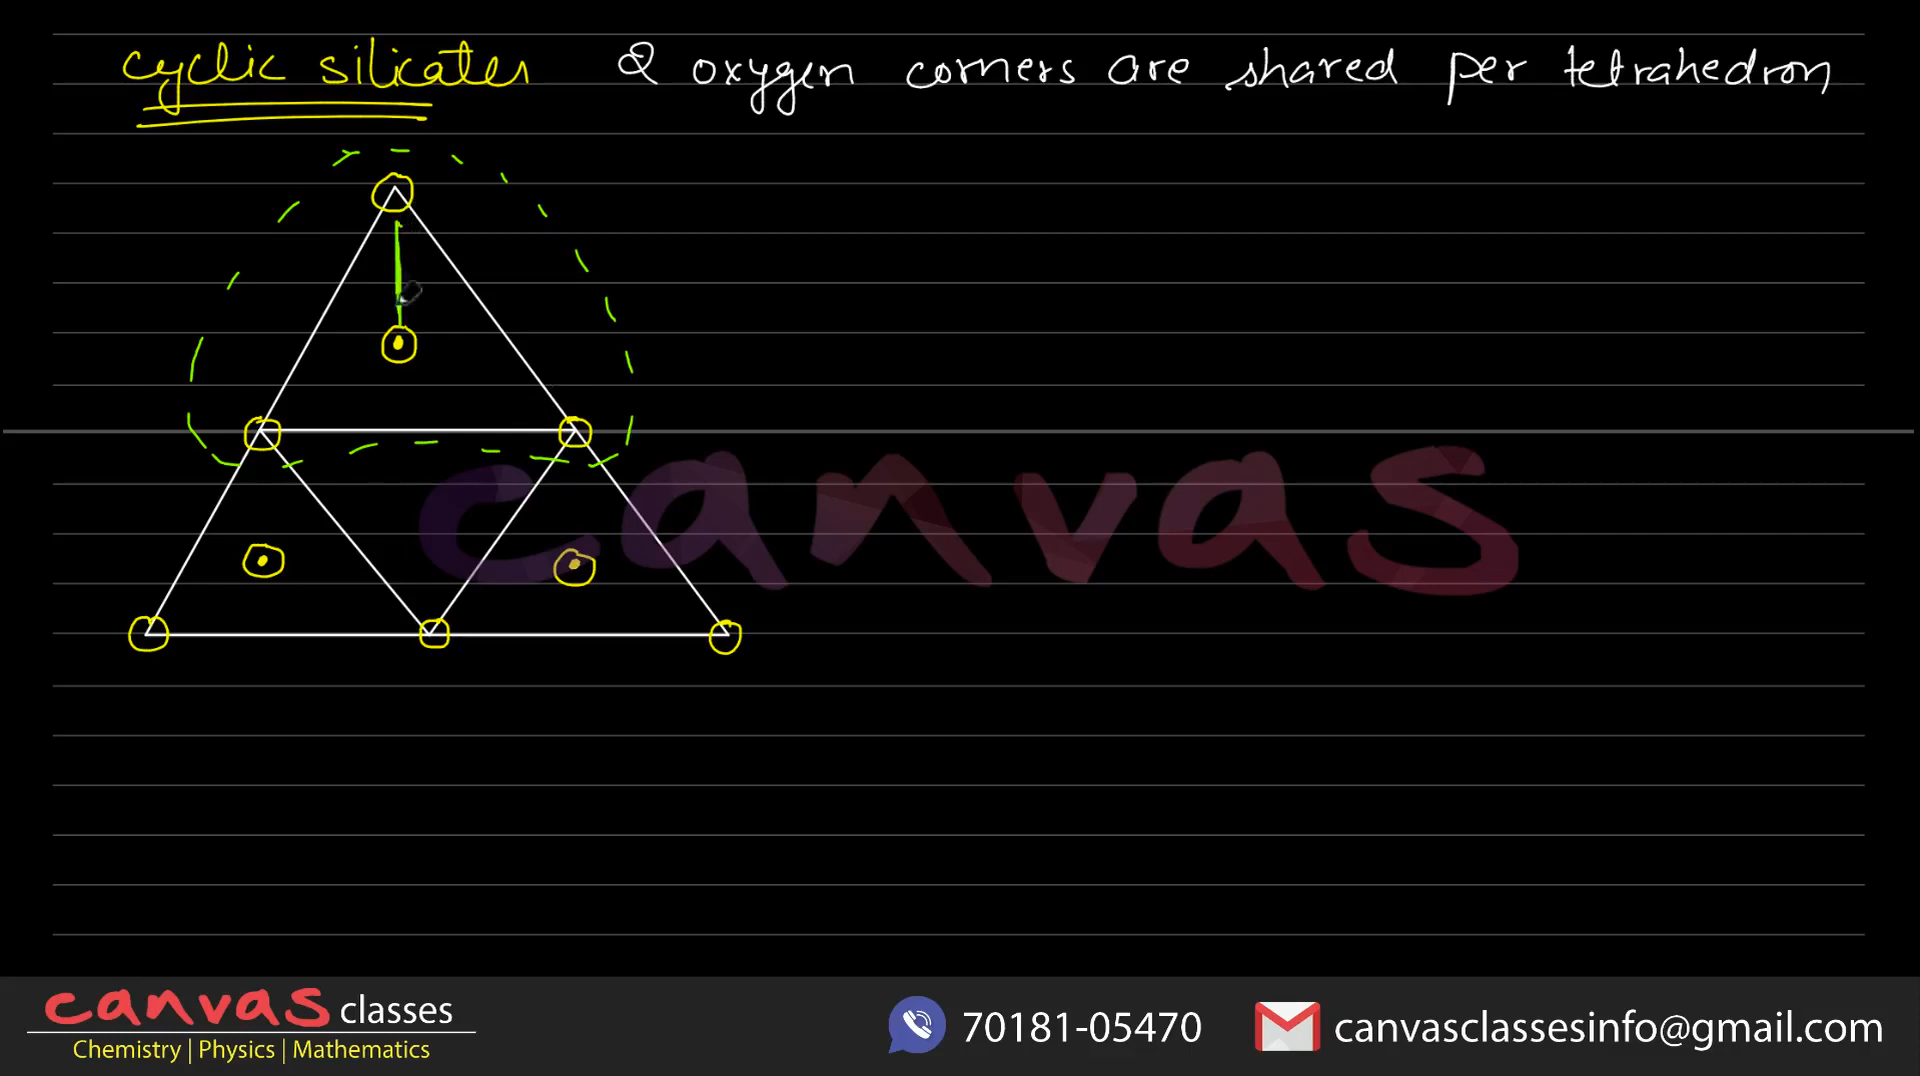 cyclic silicates 2 oxygen corners are shared per tetrahedron
canvas
canvas classes
Chemistry | Physics | Mathematics
70181-05470
canvasclassesinfo@gmail.com